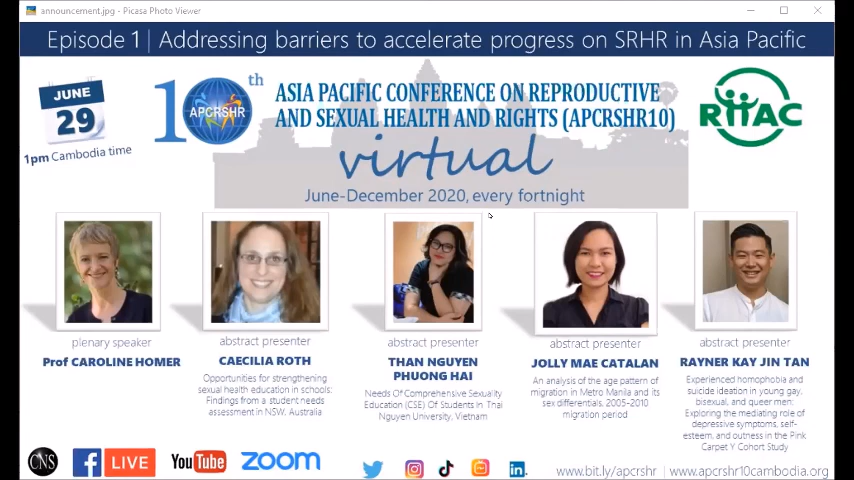 announcement.jpg - Picasa Photo Viewer
Episode 1 | Addressing barriers to accelerate progress on SRHR in Asia Pacific
JUNE
29
1pm Cambodia time
10th
APCRSHR
ASIA PACIFIC CONFERENCE ON REPRODUCTIVE
AND SEXUAL HEALTH AND RIGHTS (APCRSHR10)
virtual
June-December 2020, every fortnight
RHAC
plenary speaker
Prof CAROLINE HOMER
abstract presenter
CAECILIA ROTH
Opportunities for strengthening
sexual health education in schools:
Findings from a student needs
assessment in NSW, Australia
abstract presenter
THAN NGUYEN
PHUONG HAI
Needs Of Comprehensive Sexuality
Education (CSE) Of Students In Thai
Nguyen University, Vietnam
abstract presenter
JOLLY MAE CATALAN
An analysis of the age pattern of
migration in Metro Manila and its
sex differentials, 2005-2010
migration period
abstract presenter
RAYNER KAY JIN TAN
Experienced homophobia and
suicide ideation in young gay,
bisexual, and queer men:
Exploring the mediating role of
depressive symptoms, self-
esteem, and outness in the Pink
Carpet Y Cohort Study
CNS
f LIVE
YouTube
zoom
in
www.bit.ly/apcrshr | www.apcrshr10cambodia.org